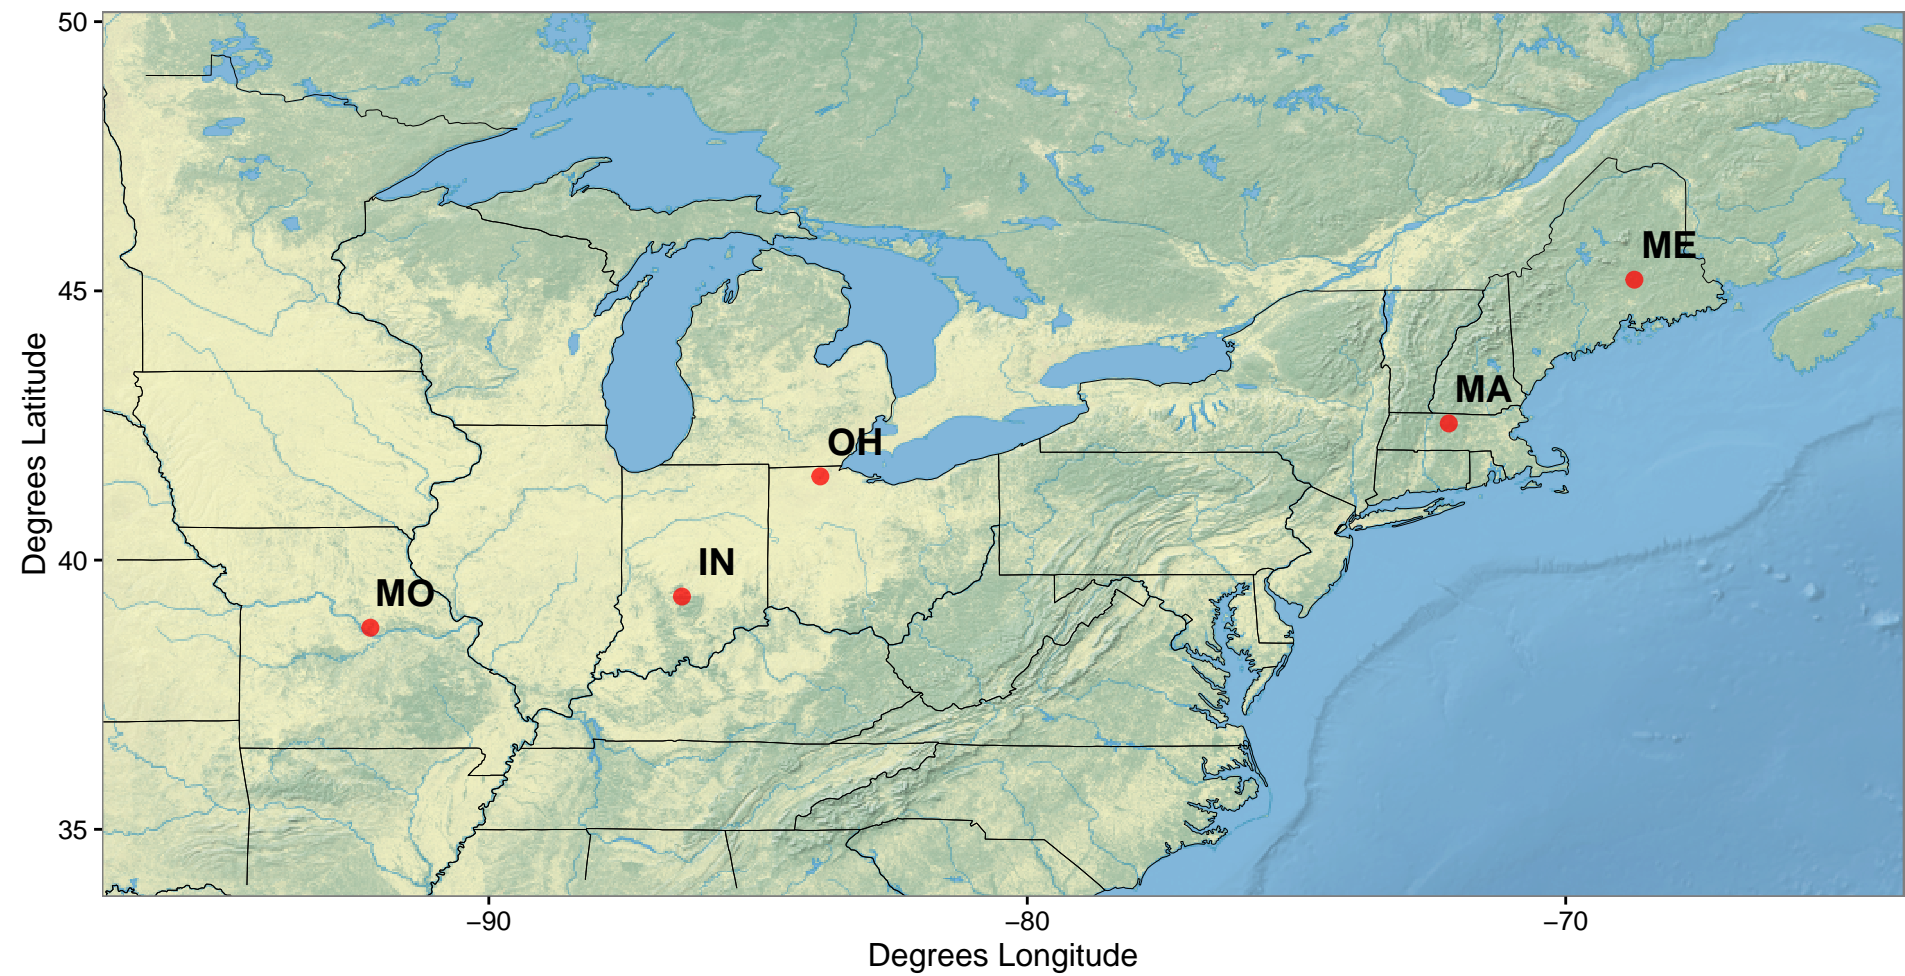 50
45
40
35
Degrees Latitude
ME
MA
OH
IN
MO
−90
−80
−70
Degrees Longitude